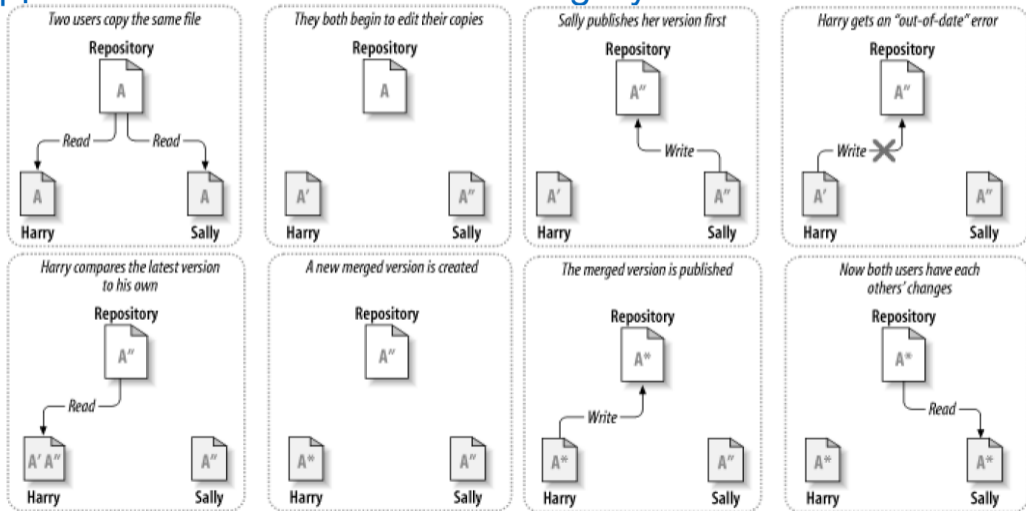 Two users copy the same file
Repository
A
Read
Read
A
A
Harry
Sally
They both begin to edit their copies
Repository
A
A'
A"
Harry
Sally
Sally publishes her version first
Repository
A"
Write
A'
A"
Harry
Sally
Harry gets an "out-of-date" error
Repository
A"
Write
A'
A"
Harry
Sally
Harry compares the latest version
to his own
Repository
A"
Read
A' A"
A"
Harry
Sally
A new merged version is created
Repository
A"
A*
A"
Harry
Sally
The merged version is published
Repository
A*
Write
A*
A"
Harry
Sally
Now both users have each
others' changes
Repository
A*
Read
A*
A*
Harry
Sally